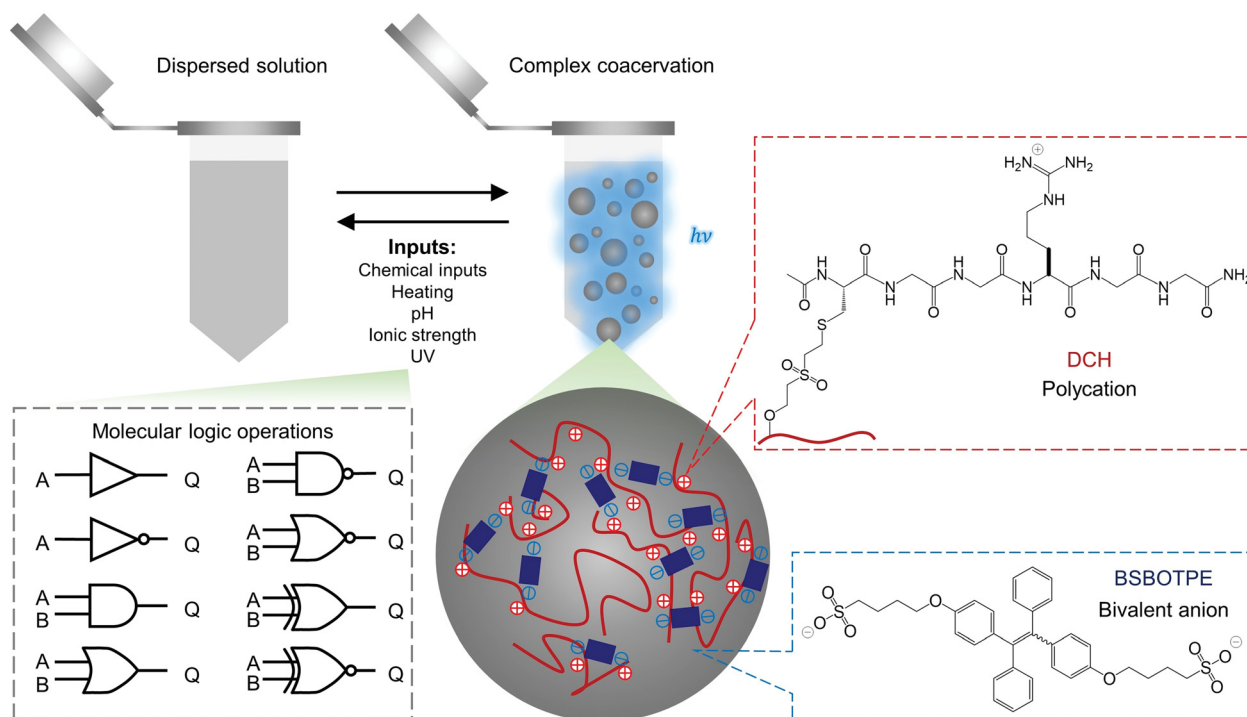 Dispersed solution
Complex coacervation
Inputs:
Chemical inputs
Heating
pH
Ionic strength
UV
hν
H₂N
⊕
NH₂
NH
H
N
O
O
H
N
N
H
O
H
N
O
N
H
O
H
N
O
N
H
O
NH₂
S
S
O
O
O
DCH
Polycation
Molecular logic operations
A
Q
A
B
Q
A
Q
A
B
Q
A
B
Q
A
B
Q
A
B
Q
A
B
Q
BSBOTPE
Bivalent anion
O
S
⊖O
O
O
O
O
S
O⊖
O